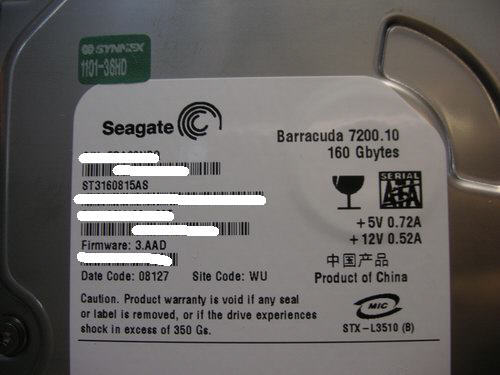 SYNNEX
1101-36HD
Seagate
Barracuda 7200.10
160 Gbytes
ST3160815AS
SERIAL
ATA
+5V 0.72A
+12V 0.52A
Firmware: 3.AAD
中国产品
Date Code: 08127 Site Code: WU
Product of China
Caution. Product warranty is void if any seal
or label is removed, or if the drive experiences
shock in excess of 350 Gs.
MIC
STX-L3510 (B)